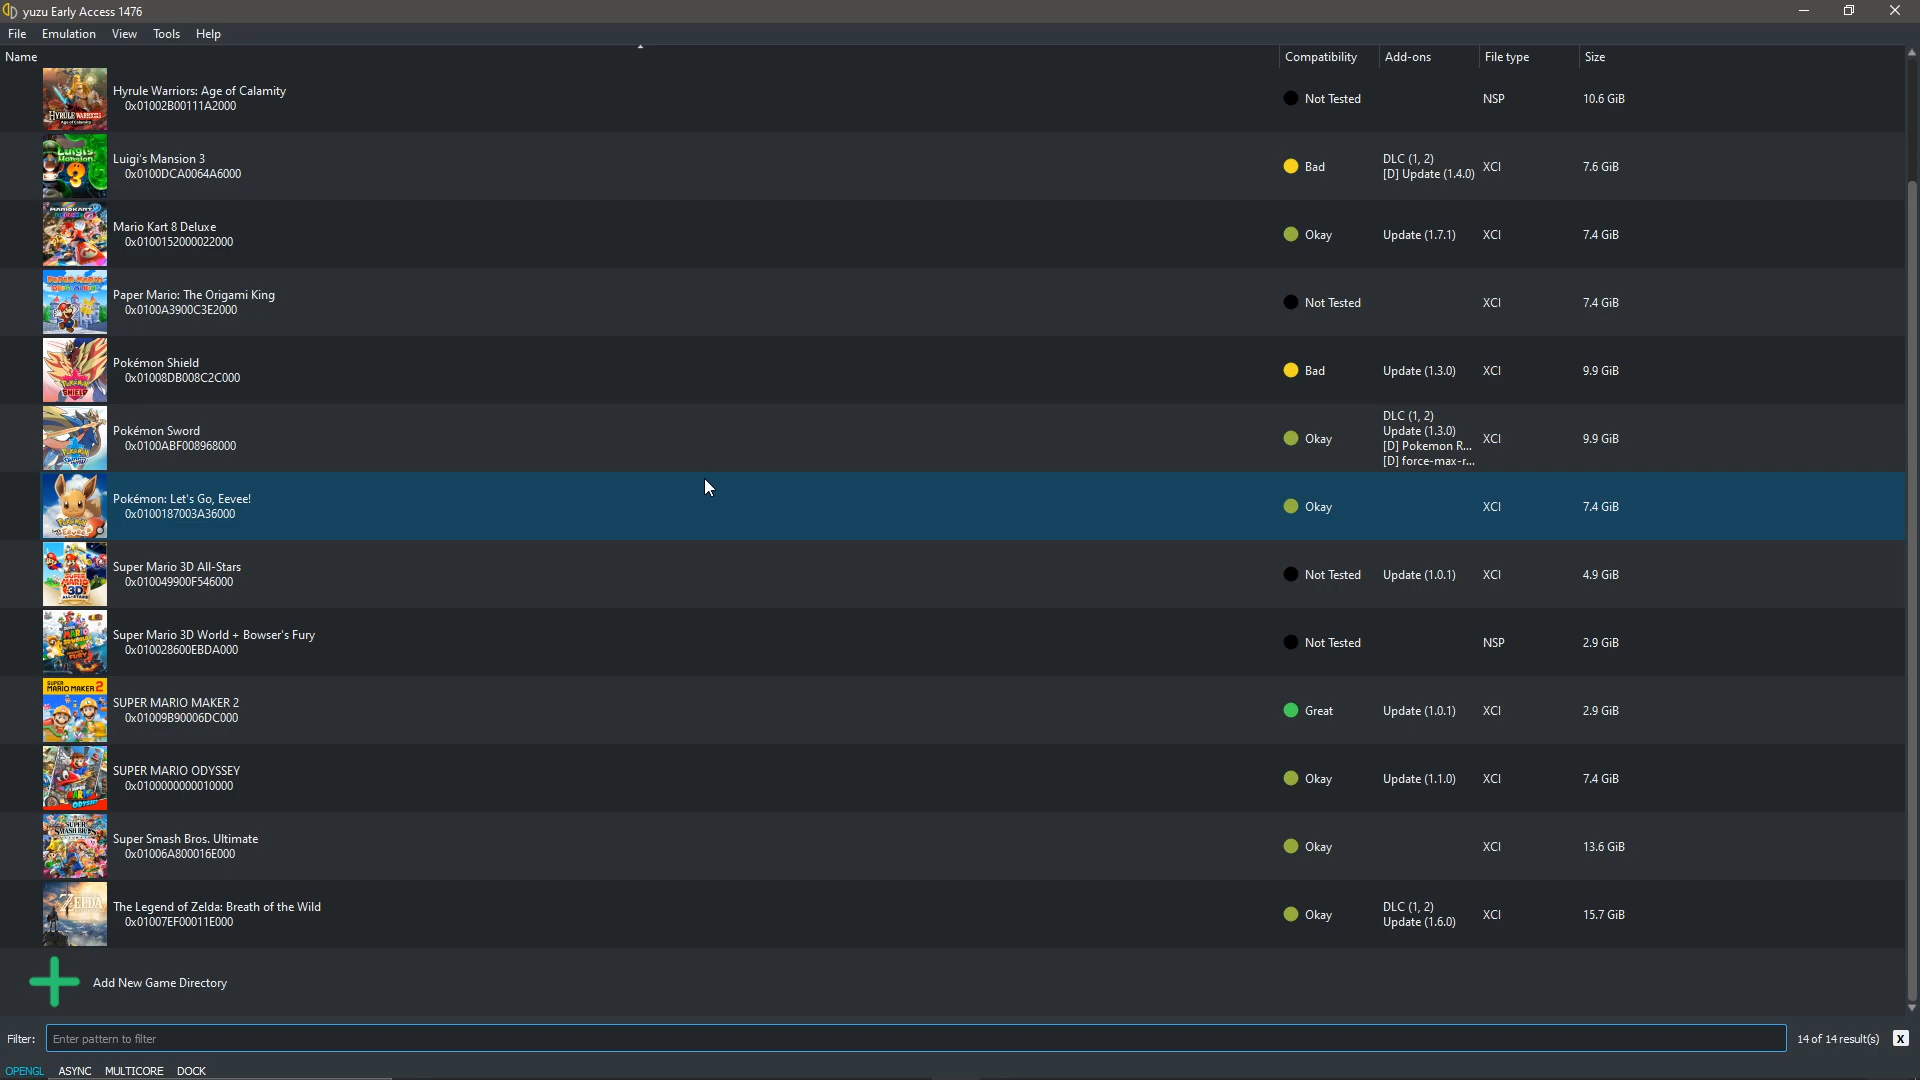 yuzu Early Access 1476
File Emulation View Tools Help
Name Compatibility Add-ons File type Size
Hyrule Warriors: Age of Calamity
0x01002B00111A2000
Not Tested NSP 10.6 GiB
Luigi's Mansion 3
0x0100DCA0064A6000
Bad
DLC (1, 2)
[D] Update (1.4.0)
XCI 7.6 GiB
Mario Kart 8 Deluxe
0x0100152000022000
Okay Update (1.7.1) XCI 7.4 GiB
Paper Mario: The Origami King
0x0100A3900C3E2000
Not Tested XCI 7.4 GiB
Pokémon Shield
0x01008DB008C2C000
Bad Update (1.3.0) XCI 9.9 GiB
Pokémon Sword
0x0100ABF008968000
Okay
DLC (1, 2)
Update (1.3.0)
[D] Pokemon R...
[D] force-max-r...
XCI 9.9 GiB
Pokémon: Let's Go, Eevee!
0x0100187003A36000
Okay XCI 7.4 GiB
Super Mario 3D All-Stars
0x010049900F546000
Not Tested Update (1.0.1) XCI 4.9 GiB
Super Mario 3D World + Bowser's Fury
0x010028600EBDA000
Not Tested NSP 2.9 GiB
SUPER MARIO MAKER 2
0x01009B90006DC000
Great Update (1.0.1) XCI 2.9 GiB
SUPER MARIO ODYSSEY
0x0100000000010000
Okay Update (1.1.0) XCI 7.4 GiB
Super Smash Bros. Ultimate
0x01006A800016E000
Okay XCI 13.6 GiB
The Legend of Zelda: Breath of the Wild
0x01007EF00011E000
Okay
DLC (1, 2)
Update (1.6.0)
XCI 15.7 GiB
Add New Game Directory
Filter: Enter pattern to filter 14 of 14 result(s) X
OPENGL ASYNC MULTICORE DOCK